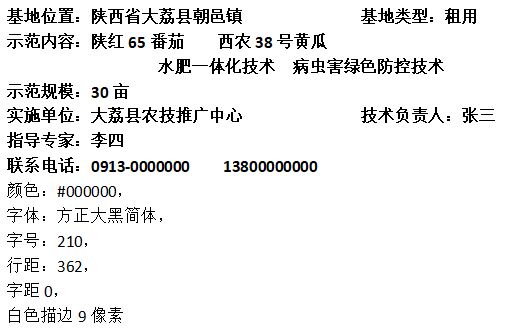 基地位置：陕西省大荔县朝邑镇 基地类型：租用
示范内容：陕红 65 番茄 西农 38 号黄瓜
水肥一体化技术 病虫害绿色防控技术
示范规模：30 亩
实施单位：大荔县农技推广中心 技术负责人：张三
指导专家：李四
联系电话：0913-0000000 13800000000
颜色：#000000，
字体：方正大黑简体，
字号：210，
行距：362，
字距 0，
白色描边 9 像素